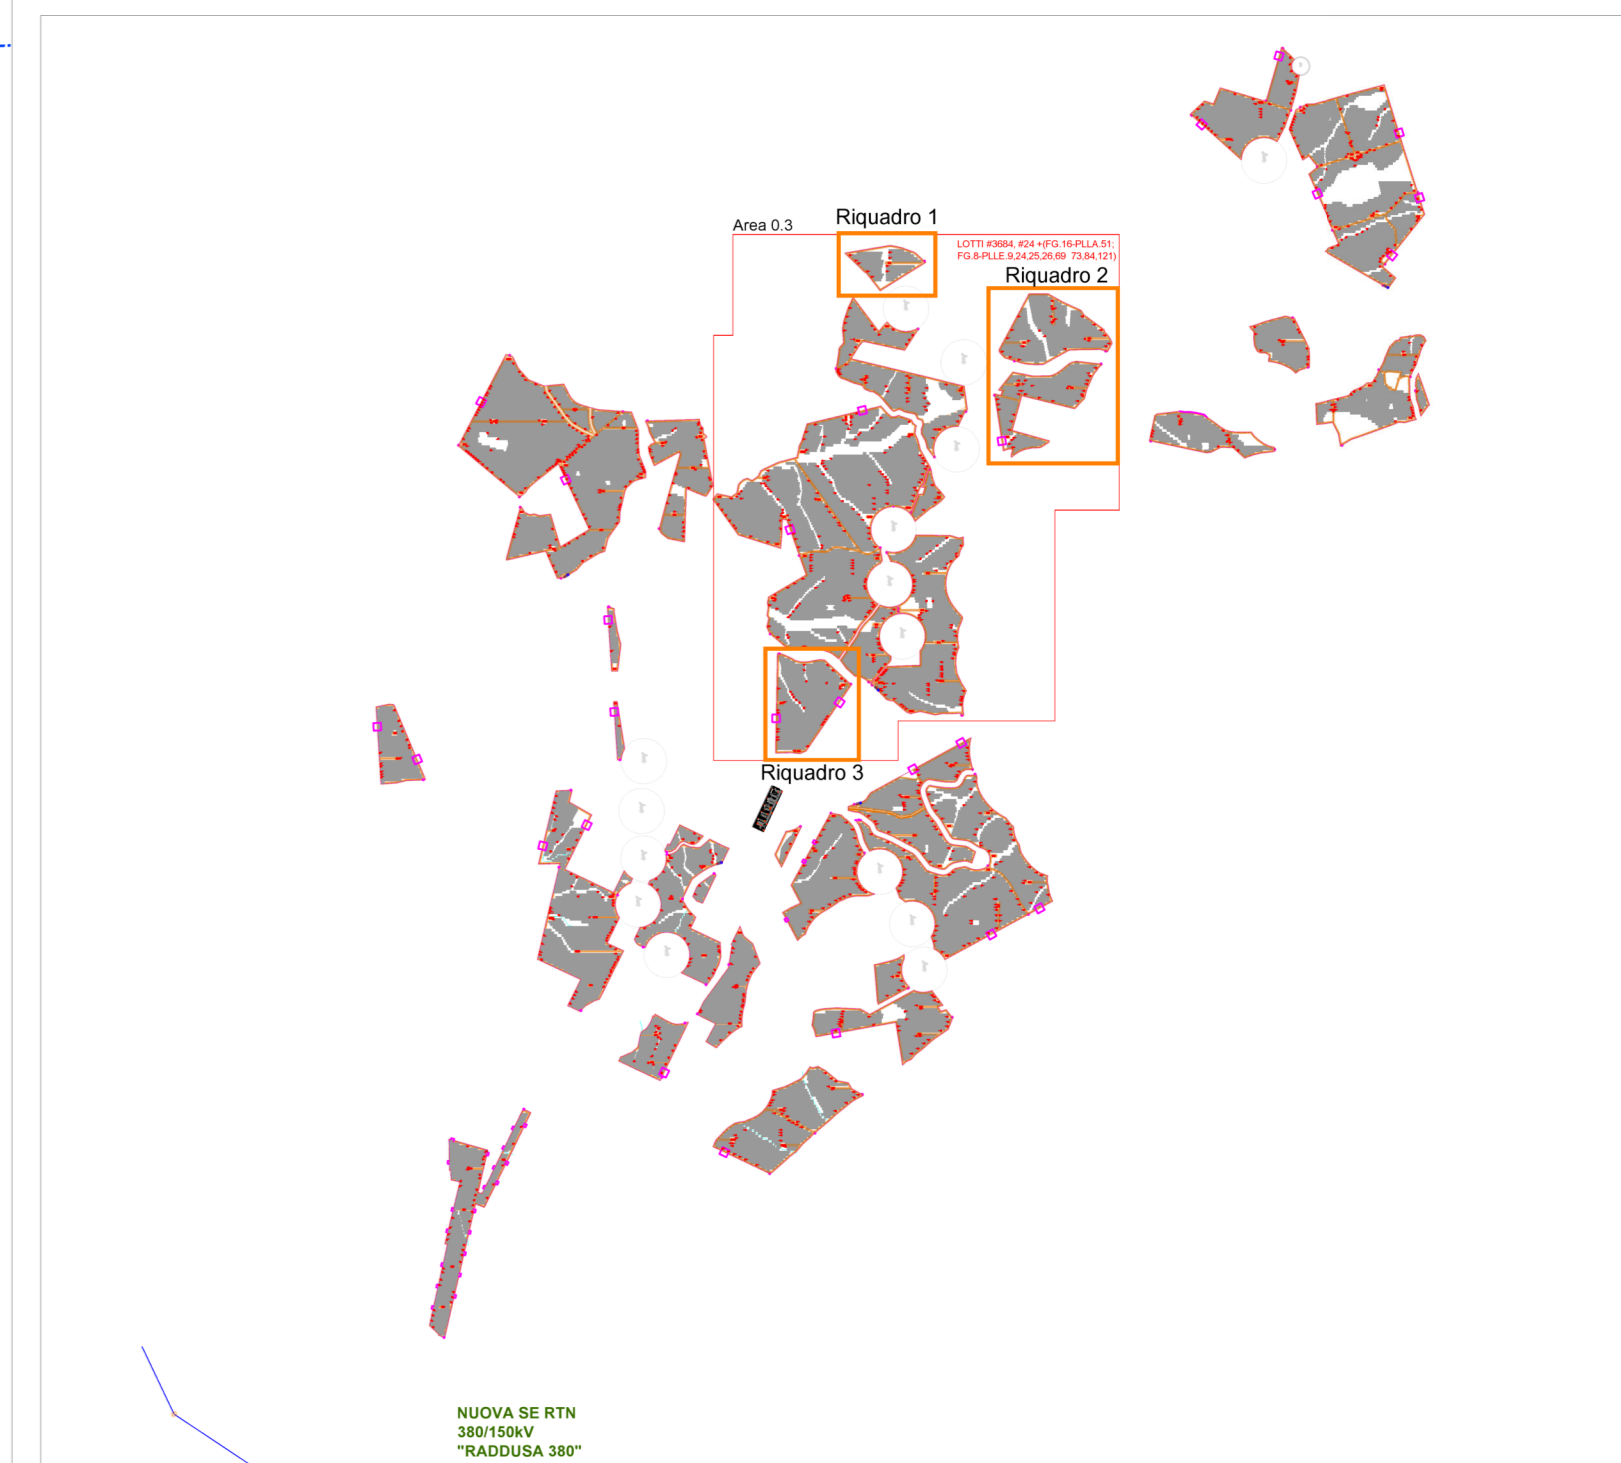 Riquadro 1
Area 0.3
LOTTI #3684, #24 +(FG.16-PLLA.51;
FG.8-PLLE.9,24,25,26,69  73,84,121)
Riquadro 2
Riquadro 3
NUOVA SE RTN
380/150kV
"RADDUSA 380"